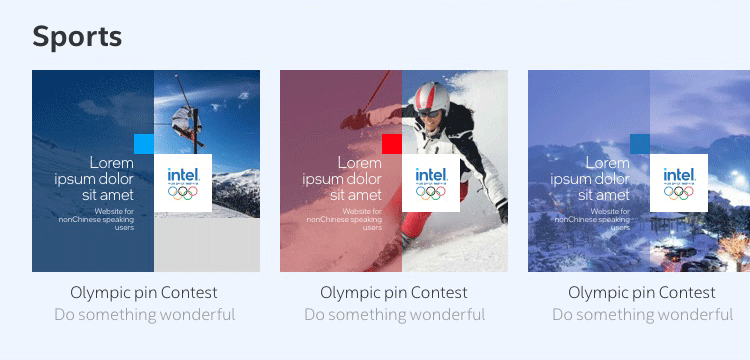 Sports
Lorem
ipsum dolor
sit amet
Website for
nonChinese speaking
users
intel.
Olympic pin Contest
Do something wonderful
Lorem
ipsum dolor
sit amet
Website for
nonChinese speaking
users
intel.
Olympic pin Contest
Do something wonderful
Lorem
ipsum dolor
sit amet
Website for
nonChinese speaking
users
intel.
Olympic pin Contest
Do something wonderful